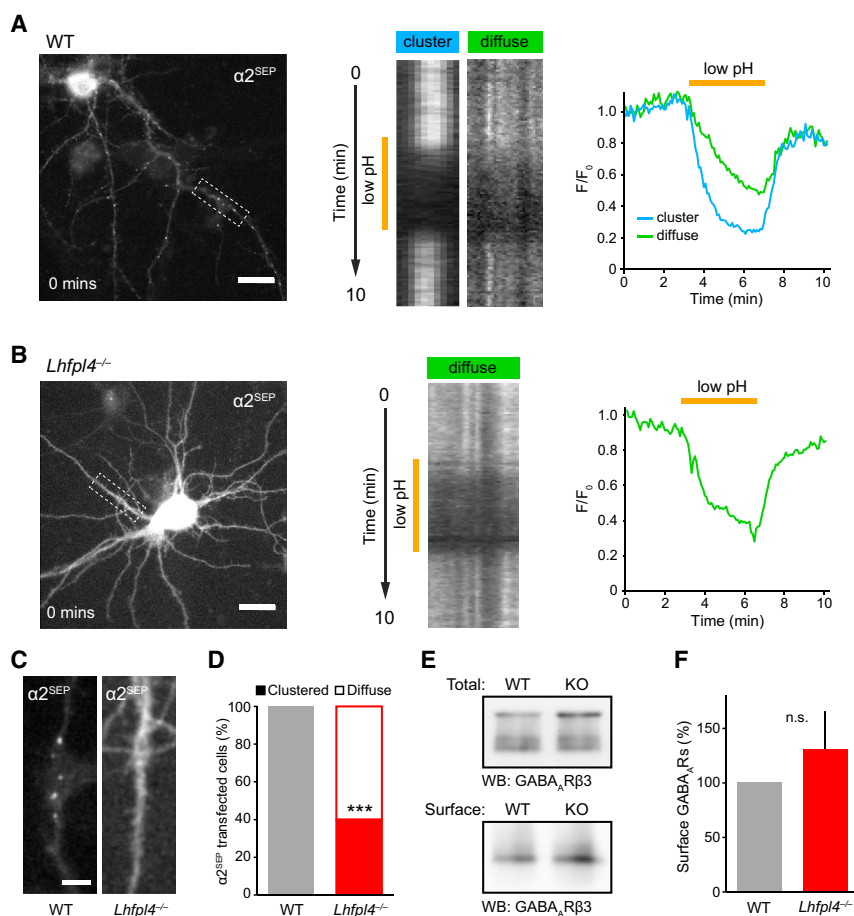 A
WT
α2SEP
0 mins
cluster
diffuse
0
Time (min)
low pH
10
low pH
1.0
0.8
0.6
0.4
0.2
0
F/F0
cluster
diffuse
0 2 4 6 8 10
Time (min)
B
Lhfpl4–/–
α2SEP
0 mins
diffuse
0
Time (min)
low pH
10
low pH
1.0
0.8
0.6
0.4
0.2
0
F/F0
0 2 4 6 8 10
Time (min)
C
α2SEP
α2SEP
WT
Lhfpl4–/–
D
Clustered
Diffuse
100
80
60
40
20
0
α2SEP transfected cells (%)
***
WT
Lhfpl4–/–
E
Total: WT KO
WB: GABAARβ3
Surface: WT KO
WB: GABAARβ3
F
150
100
50
0
Surface GABAARs (%)
n.s.
WT
Lhfpl4–/–